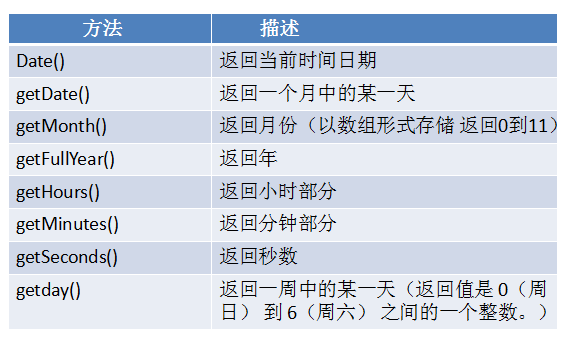 方法 描述
Date() 返回当前时间日期
getDate() 返回一个月中的某一天
getMonth() 返回月份（以数组形式存储 返回0到11）
getFullYear() 返回年
getHours() 返回小时部分
getMinutes() 返回分钟部分
getSeconds() 返回秒数
getday() 返回一周中的某一天（返回值是 0（周
日） 到 6（周六） 之间的一个整数。）